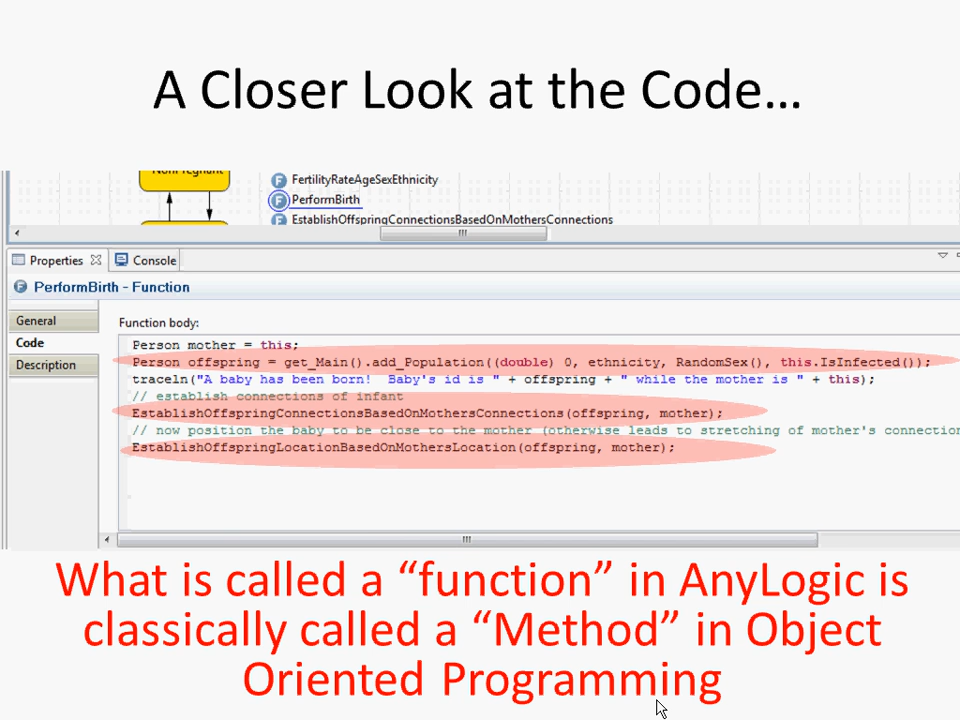 A Closer Look at the Code...
NonPregnant
FertilityRateAgeSexEthnicity
PerformBirth
EstablishOffspringConnectionsBasedOnMothersConnections
Properties
Console
PerformBirth - Function
General
Code
Description
Function body:
Person mother = this;
Person offspring = get_Main().add_Population((double) 0, ethnicity, RandomSex(), this.IsInfected());
traceln("A baby has been born!  Baby's id is " + offspring + " while the mother is " + this);
// establish connections of infant
EstablishOffspringConnectionsBasedOnMothersConnections(offspring, mother);
// now position the baby to be close to the mother (otherwise leads to stretching of mother's connection
EstablishOffspringLocationBasedOnMothersLocation(offspring, mother);
What is called a “function” in AnyLogic is
classically called a “Method” in Object
Oriented Programming